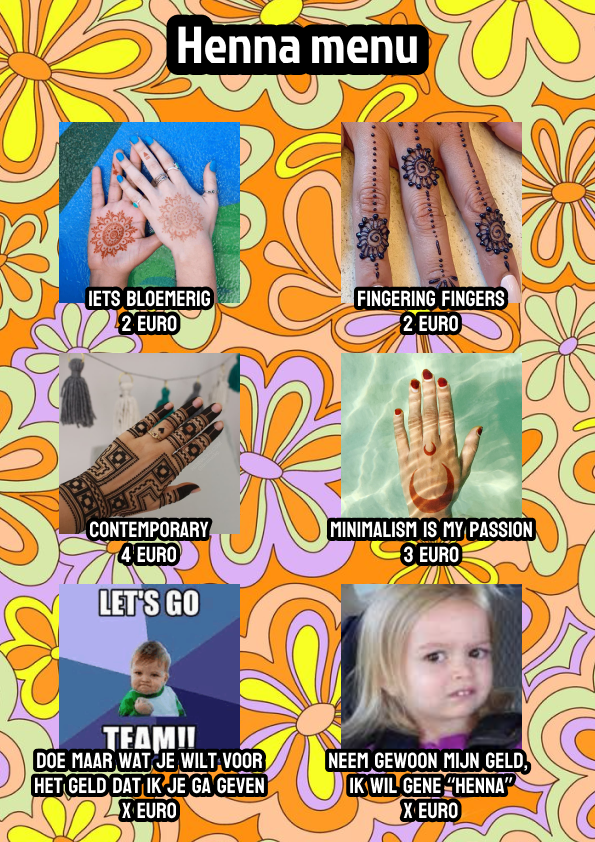 Henna menu
IETS BLOEMERIG
2 EURO
FINGERING FINGERS
2 EURO
CONTEMPORARY
4 EURO
MINIMALISM IS MY PASSION
3 EURO
LET'S GO
TEAM!!
DOE MAAR WAT JE WILT VOOR
HET GELD DAT IK JE GA GEVEN
X EURO
NEEM GEWOON MIJN GELD,
IK WIL GENE "HENNA"
X EURO